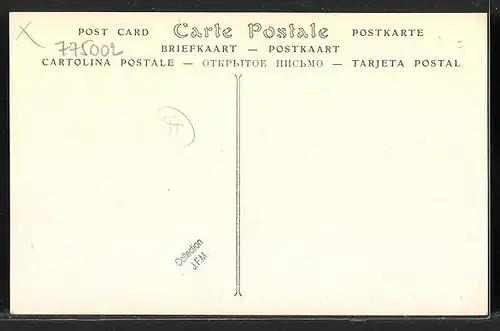 POST CARD Carte Postale POSTKARTE
775002
BRIEFKAART — POSTKAART
CARTOLINA POSTALE — ОТКРЫТОЕ ПИСЬМО — TARJETA POSTAL
Collection
J.F.M.